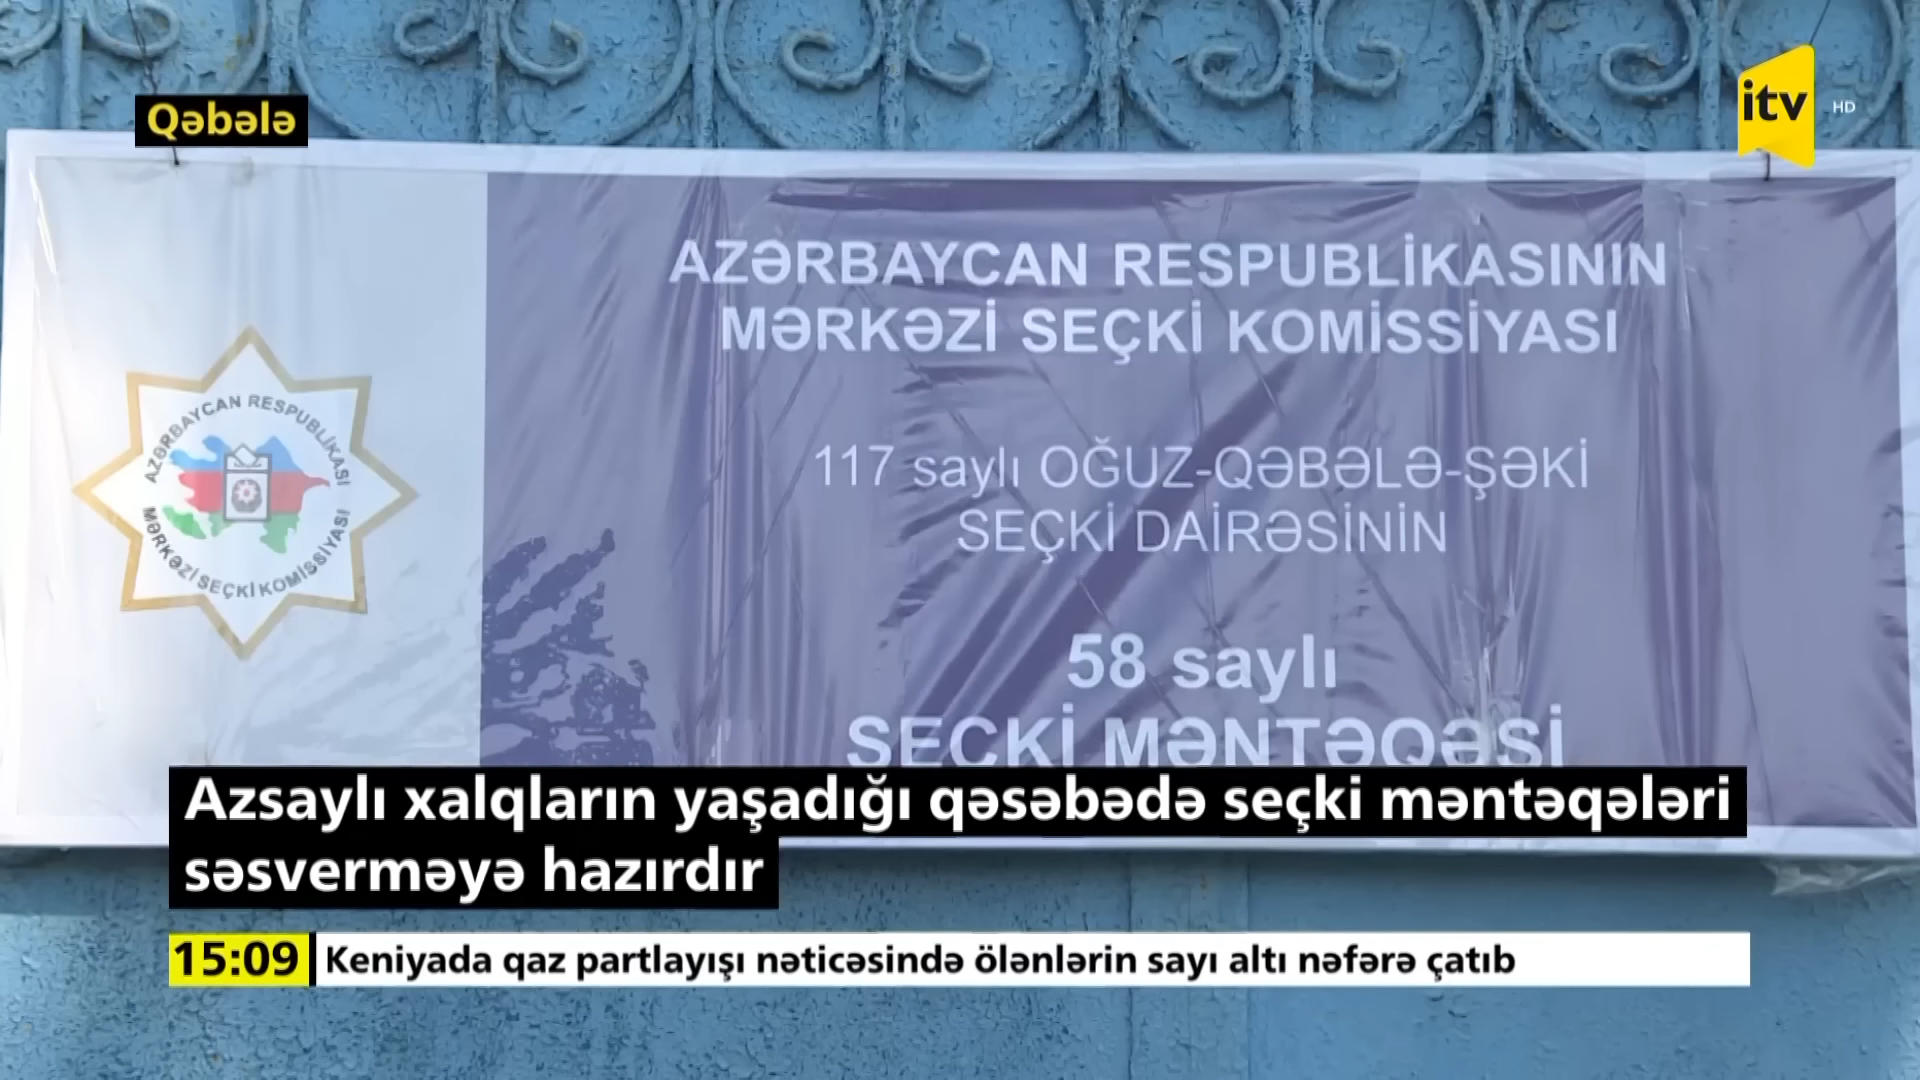 Qəbələ
itv HD
AZƏRBAYCAN RESPUBLİKASININ
MƏRKƏZİ SEÇKİ KOMİSSİYASI
117 saylı OĞUZ-QƏBƏLƏ-ŞƏKİ
SEÇKİ DAİRƏSİNİN
58 saylı
SEÇKİ MƏNTƏQƏSİ
AZƏRBAYCAN RESPUBLİKASI
MƏRKƏZİ SEÇKİ KOMİSSİYASI
Azsaylı xalqların yaşadığı qəsəbədə seçki məntəqələri
səsverməyə hazırdır
15:09 Keniyada qaz partlayışı nəticəsində ölənlərin sayı altı nəfərə çatıb